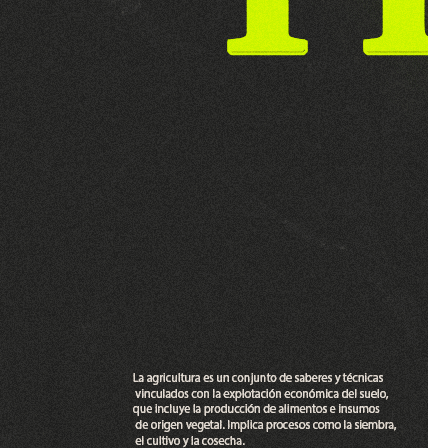 La agricultura es un conjunto de saberes y técnicas
vinculados con la explotación económica del suelo,
que incluye la producción de alimentos e insumos
de origen vegetal. Implica procesos como la siembra,
el cultivo y la cosecha.